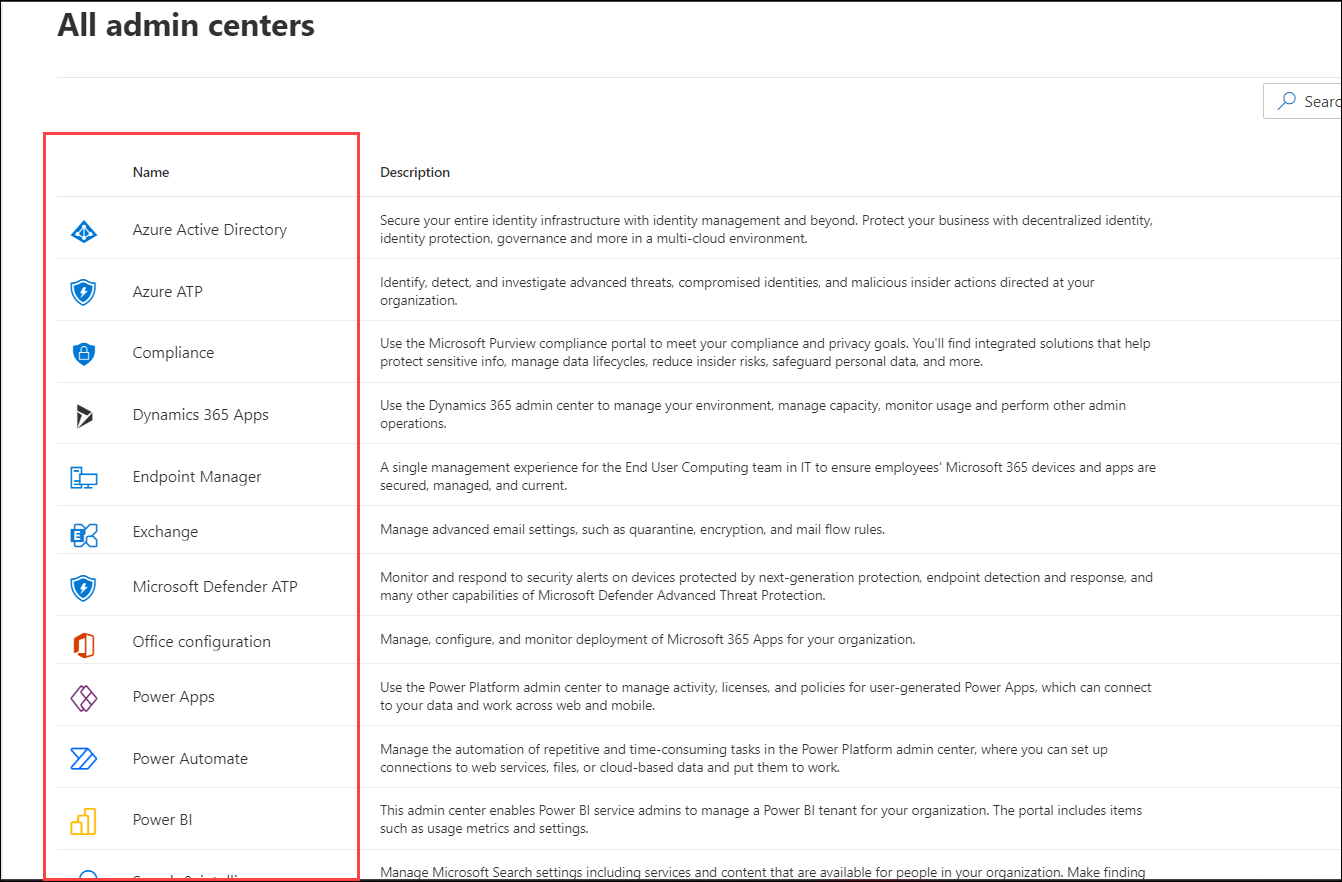 All admin centers
Searc
Name
Description
Azure Active Directory
Secure your entire identity infrastructure with identity management and beyond. Protect your business with decentralized identity,
identity protection, governance and more in a multi-cloud environment.
Azure ATP
Identify, detect, and investigate advanced threats, compromised identities, and malicious insider actions directed at your
organization.
Compliance
Use the Microsoft Purview compliance portal to meet your compliance and privacy goals. You'll find integrated solutions that help
protect sensitive info, manage data lifecycles, reduce insider risks, safeguard personal data, and more.
Dynamics 365 Apps
Use the Dynamics 365 admin center to manage your environment, manage capacity, monitor usage and perform other admin
operations.
Endpoint Manager
A single management experience for the End User Computing team in IT to ensure employees' Microsoft 365 devices and apps are
secured, managed, and current.
Exchange
Manage advanced email settings, such as quarantine, encryption, and mail flow rules.
Microsoft Defender ATP
Monitor and respond to security alerts on devices protected by next-generation protection, endpoint detection and response, and
many other capabilities of Microsoft Defender Advanced Threat Protection.
Office configuration
Manage, configure, and monitor deployment of Microsoft 365 Apps for your organization.
Power Apps
Use the Power Platform admin center to manage activity, licenses, and policies for user-generated Power Apps, which can connect
to your data and work across web and mobile.
Power Automate
Manage the automation of repetitive and time-consuming tasks in the Power Platform admin center, where you can set up
connections to web services, files, or cloud-based data and put them to work.
Power BI
This admin center enables Power BI service admins to manage a Power BI tenant for your organization. The portal includes items
such as usage metrics and settings.
Manage Microsoft Search settings including services and content that are available for people in your organization. Make finding